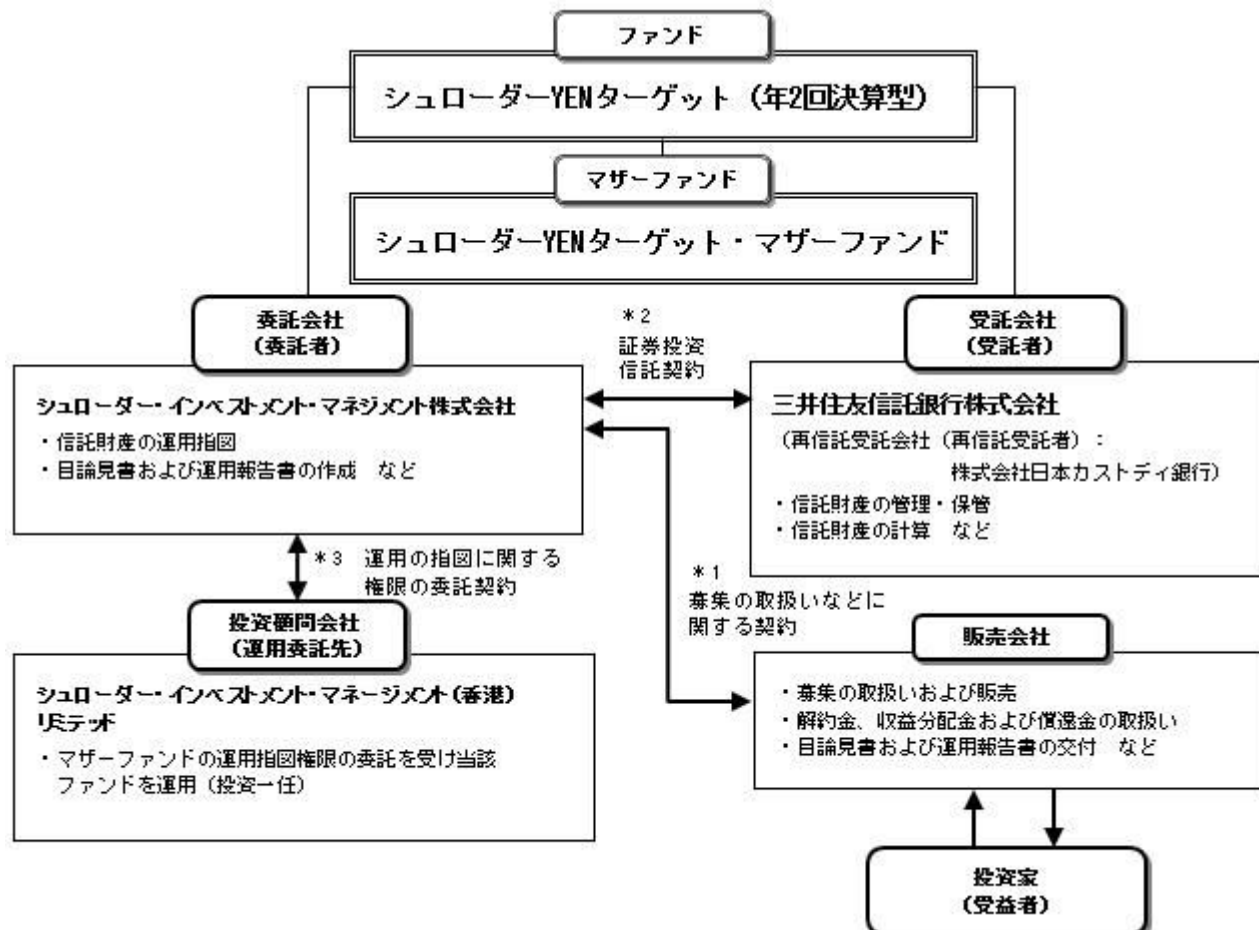 ファンド
シュローダーYENターゲット（年2回決算型）
マザーファンド
シュローダーYENターゲット・マザーファンド
委託会社
（委託者）
シュローダー・インベストメント・マネジメント株式会社
・信託財産の運用指図
・目論見書および運用報告書の作成　など
＊2
証券投資
信託契約
受託会社
（受託者）
三井住友信託銀行株式会社
（再信託受託会社（再信託受託者）：
株式会社日本カストディ銀行）
・信託財産の管理・保管
・信託財産の計算　など
＊3　運用の指図に関する
権限の委託契約
＊1
募集の取扱いなどに
関する契約
投資顧問会社
（運用委託先）
シュローダー・インベストメント・マネージメント（香港）
リミテッド
・マザーファンドの運用指図権限の委託を受け当該
ファンドを運用（投資一任）
販売会社
・募集の取扱いおよび販売
・解約金、収益分配金および償還金の取扱い
・目論見書および運用報告書の交付　など
投資家
（受益者）